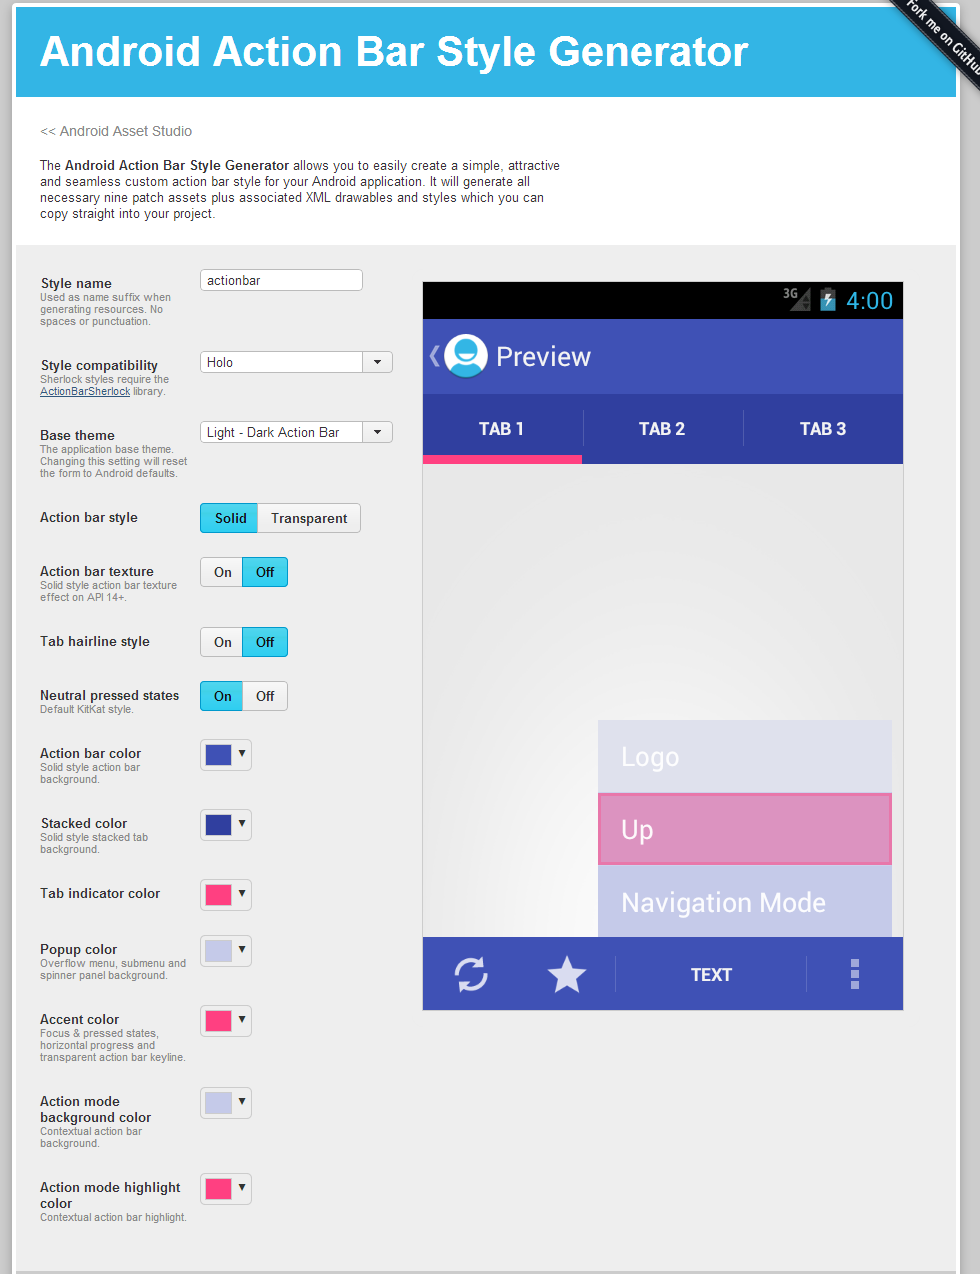 Android Action Bar Style Generator
Fork me on GitHub
<< Android Asset Studio
The Android Action Bar Style Generator allows you to easily create a simple, attractive
and seamless custom action bar style for your Android application. It will generate all
necessary nine patch assets plus associated XML drawables and styles which you can
copy straight into your project.
Style name
Used as name suffix when
generating resources. No
spaces or punctuation.
actionbar
Style compatibility
Sherlock styles require the
ActionBarSherlock library.
Holo
Base theme
The application base theme.
Changing this setting will reset
the form to Android defaults.
Light - Dark Action Bar
Action bar style
Solid Transparent
Action bar texture
Solid style action bar texture
effect on API 14+.
On Off
Tab hairline style
On Off
Neutral pressed states
Default KitKat style.
On Off
Action bar color
Solid style action bar
background.
Stacked color
Solid style stacked tab
background.
Tab indicator color
Popup color
Overflow menu, submenu and
spinner panel background.
Accent color
Focus & pressed states,
horizontal progress and
transparent action bar keyline.
Action mode
background color
Contextual action bar
background.
Action mode highlight
color
Contextual action bar highlight.
3G 4:00
Preview
TAB 1 TAB 2 TAB 3
Logo
Up
Navigation Mode
TEXT